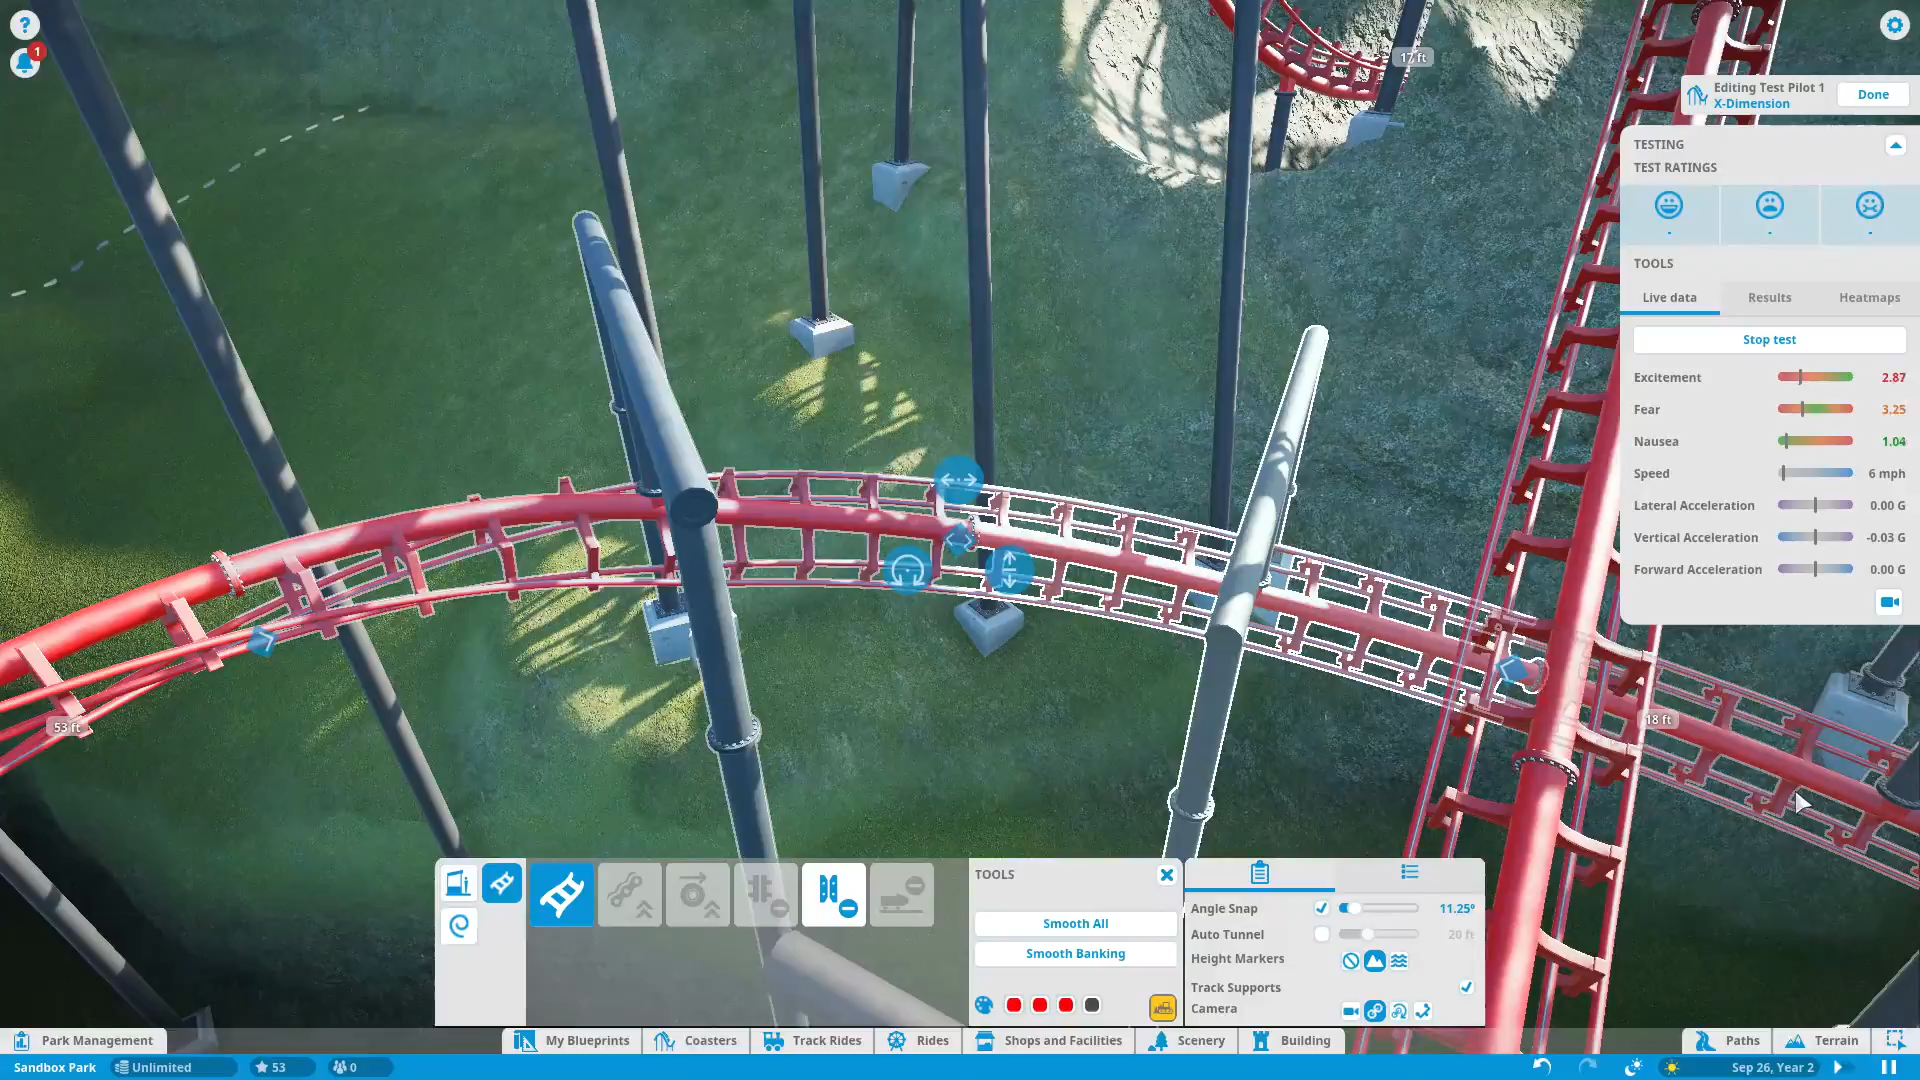 ?
1
17 ft
Editing Test Pilot 1
X-Dimension
Done
TESTING
TEST RATINGS
- - -
TOOLS
Live data Results Heatmaps
Stop test
Excitement 2.87
Fear 3.25
Nausea 1.04
Speed 6 mph
Lateral Acceleration 0.00 G
Vertical Acceleration -0.03 G
Forward Acceleration 0.00 G
53 ft
18 ft
TOOLS
Smooth All
Smooth Banking
Angle Snap 11.25°
Auto Tunnel 20 ft
Height Markers
Track Supports
Camera
Park Management
My Blueprints Coasters Track Rides Rides Shops and Facilities Scenery Building
Paths Terrain
Sandbox Park Unlimited 53 0
Sep 26, Year 2